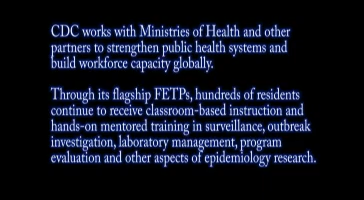 CDC works with Ministries of Health and other
partners to strengthen public health systems and
build workforce capacity globally.
Through its flagship FETPs, hundreds of residents
continue to receive classroom-based instruction and
hands-on mentored training in surveillance, outbreak
investigation, laboratory management, program
evaluation and other aspects of epidemiology research.